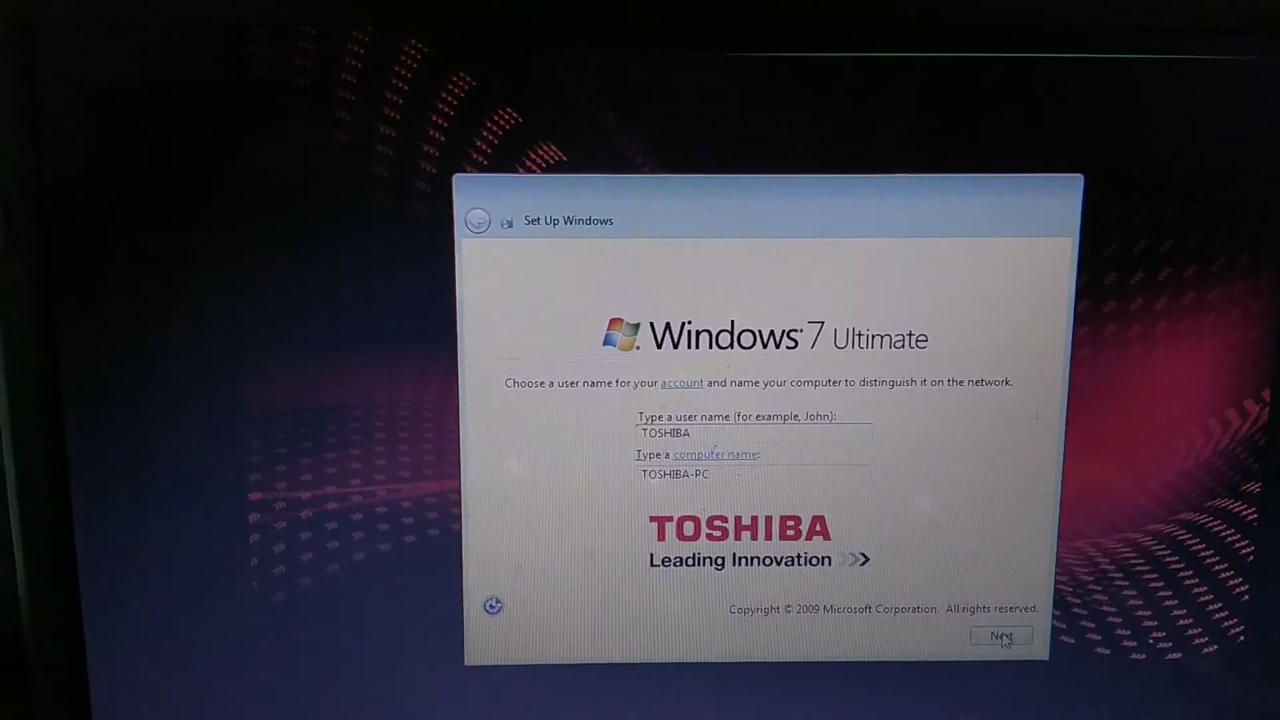 Set Up Windows
Windows 7 Ultimate
Choose a user name for your account and name your computer to distinguish it on the network.
Type a user name (for example, John):
TOSHIBA
Type a computer name:
TOSHIBA-PC
TOSHIBA
Leading Innovation >>>
Copyright © 2009 Microsoft Corporation. All rights reserved.
Next